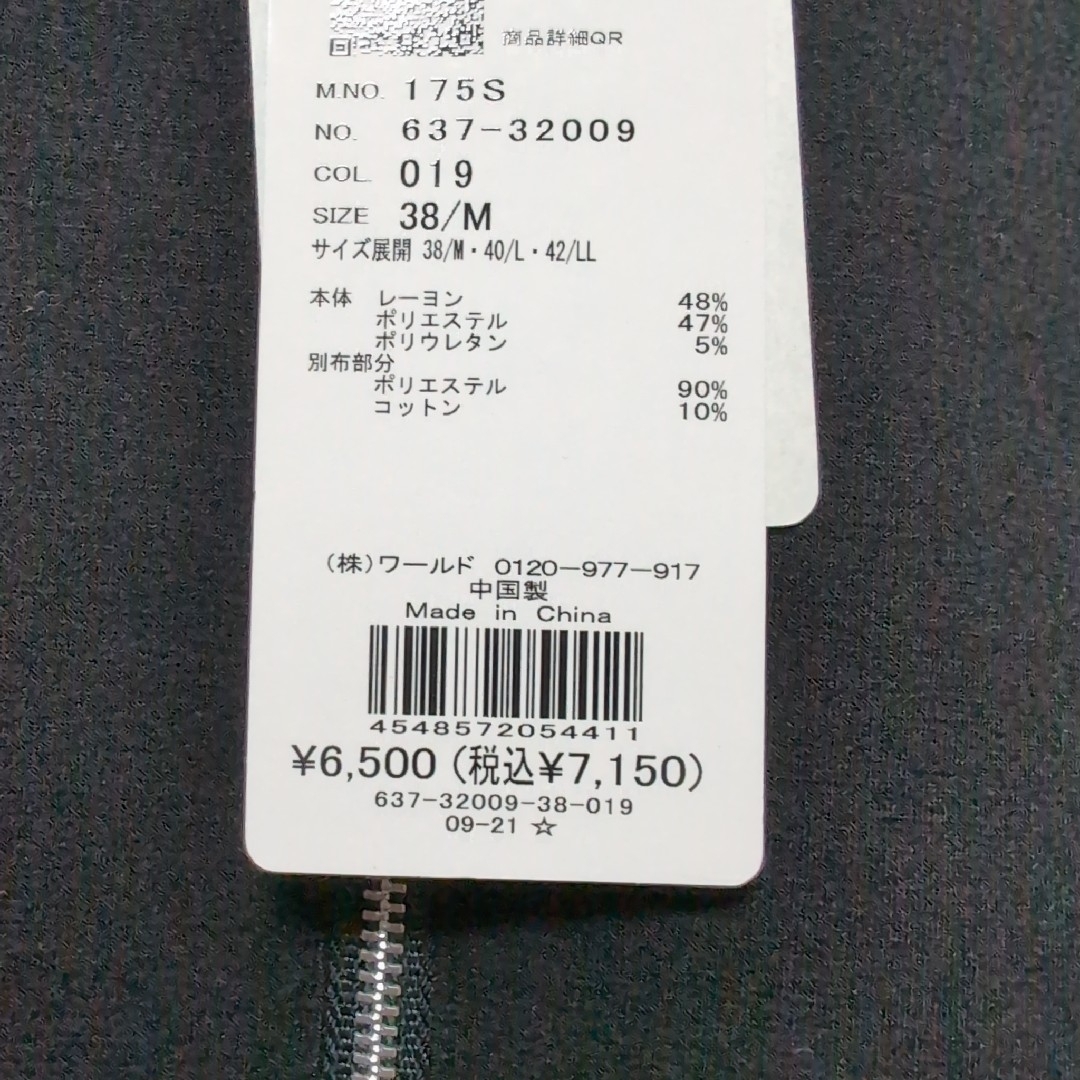 商品詳細QR
M.NO. 175S
NO. 637-32009
COL. 019
SIZE 38/M
サイズ展開 38/M・40/L・42/LL
本体 レーヨン 48%
ポリエステル 47%
ポリウレタン 5%
別布部分
ポリエステル 90%
コットン 10%
(株)ワールド 0120-977-917
中国製
Made in China
4548572054411
¥6,500 (税込¥7,150)
637-32009-38-019
09-21 ☆